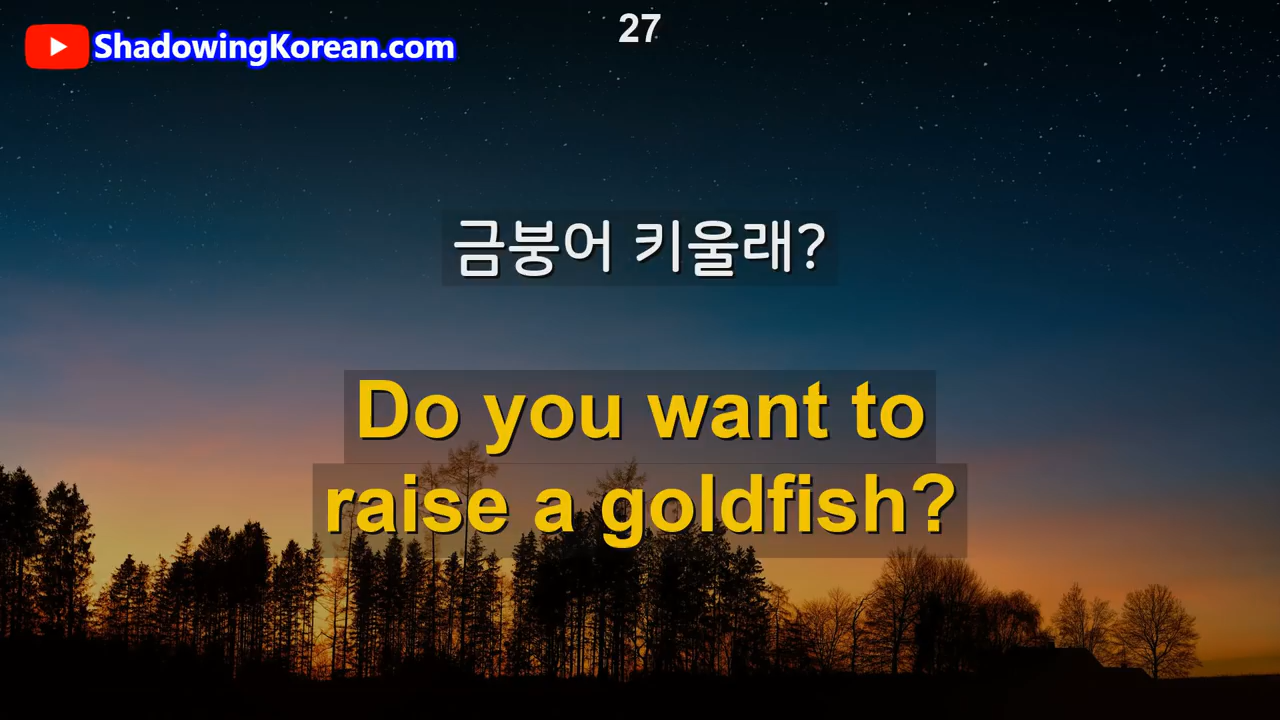 27
ShadowingKorean.com
금붕어 키울래?
Do you want to
raise a goldfish?